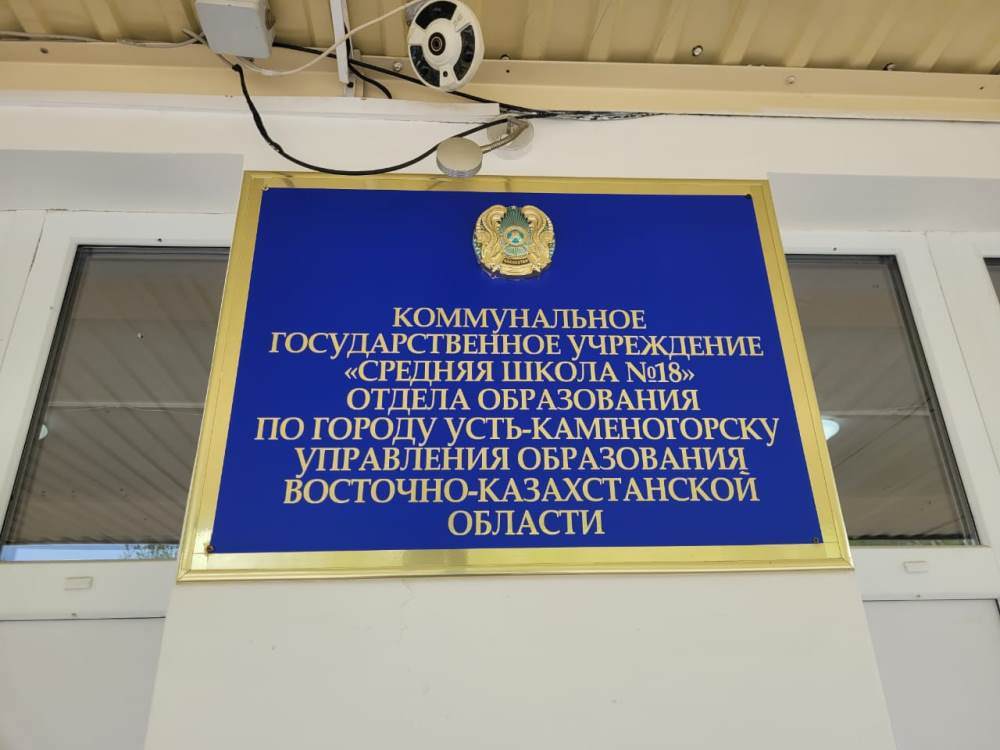 КОММУНАЛЬНОЕ
ГОСУДАРСТВЕННОЕ УЧРЕЖДЕНИЕ
«СРЕДНЯЯ ШКОЛА №18»
ОТДЕЛА ОБРАЗОВАНИЯ
ПО ГОРОДУ УСТЬ-КАМЕНОГОРСКУ
УПРАВЛЕНИЯ ОБРАЗОВАНИЯ
ВОСТОЧНО-КАЗАХСТАНСКОЙ
ОБЛАСТИ